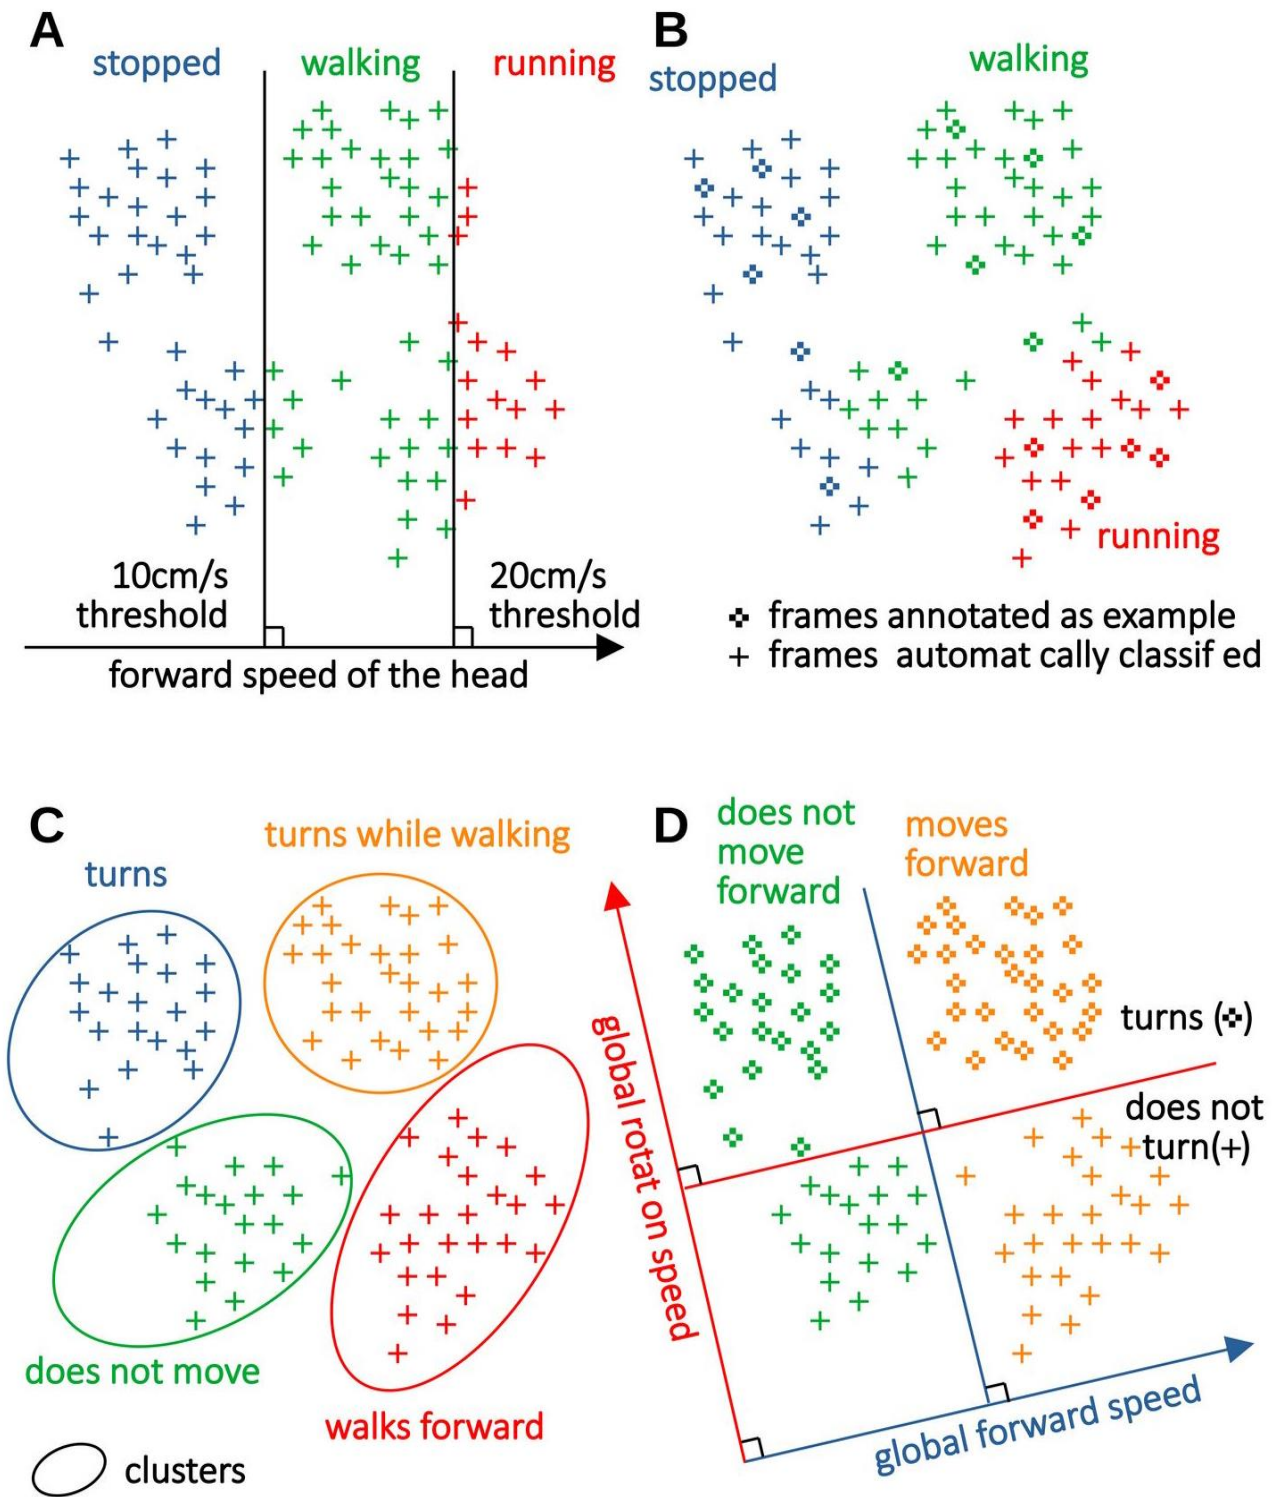 A
stopped
walking
running
10cm/s
threshold
20cm/s
threshold
forward speed of the head
B
stopped
walking
running
frames annotated as example
frames automat cally classif ed
C
turns
turns while walking
does not move
walks forward
clusters
D
does not
move
forward
moves
forward
turns ( )
does not
turn(+)
global rotat on speed
global forward speed